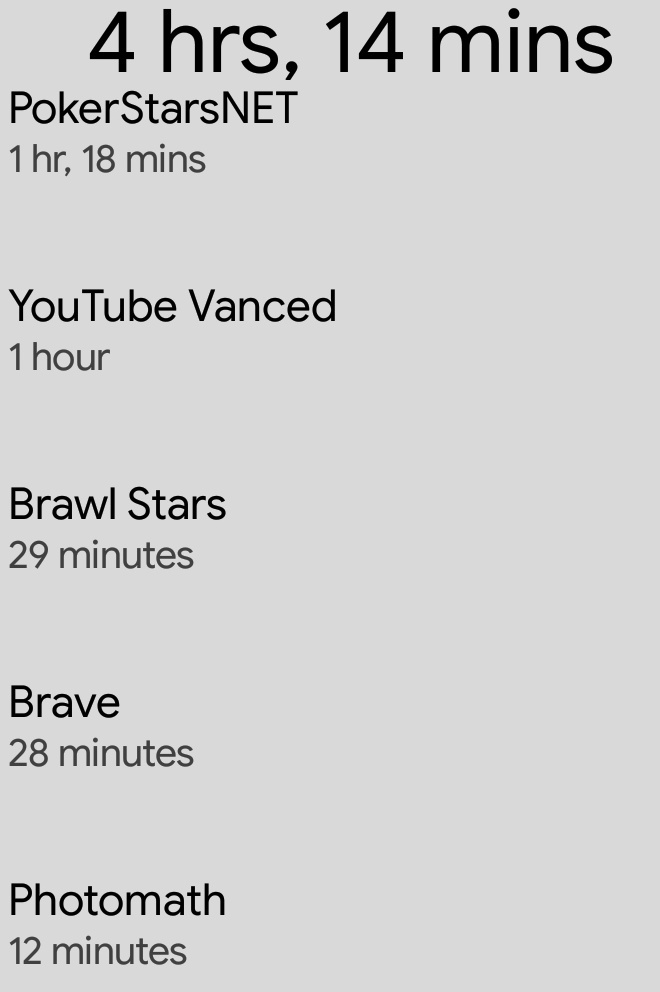 4 hrs, 14 mins
PokerStarsNET
1 hr, 18 mins
YouTube Vanced
1 hour
Brawl Stars
29 minutes
Brave
28 minutes
Photomath
12 minutes